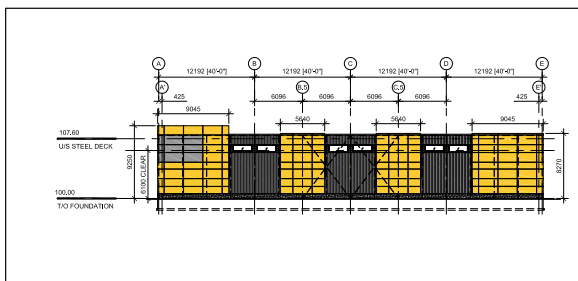 A B C D E
12192 [40'-0"] 12192 [40'-0"] 12192 [40'-0"] 12192 [40'-0"]
A' B.5 C.5 E'
425 6096 6096 6096 6096 425
9045 9045
5640 5640
107.60
U/S STEEL DECK
9250
6100 CLEAR
8270
100.00
T/O FOUNDATION